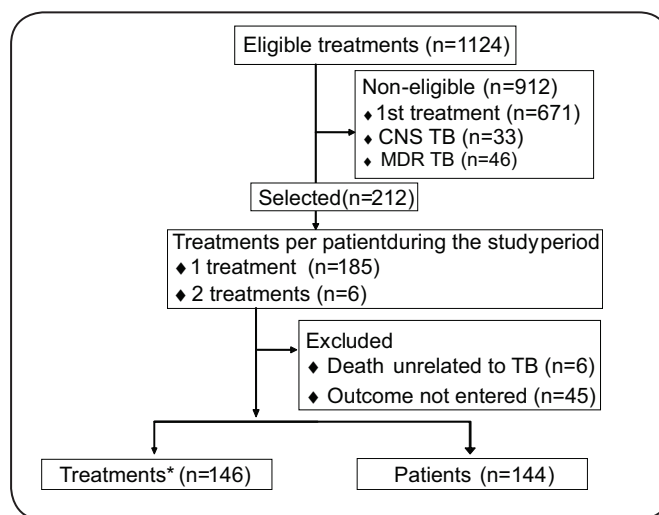 Eligible treatments (n=1124)
Non-eligible (n=912)
♦ 1st treatment (n=671)
♦ CNS TB (n=33)
♦ MDR TB (n=46)
Selected(n=212)
Treatments per patientduring the studyperiod
♦ 1 treatment (n=185)
♦ 2 treatments (n=6)
Excluded
♦ Death unrelated to TB (n=6)
♦ Outcome not entered (n=45)
Treatments* (n=146)
Patients (n=144)